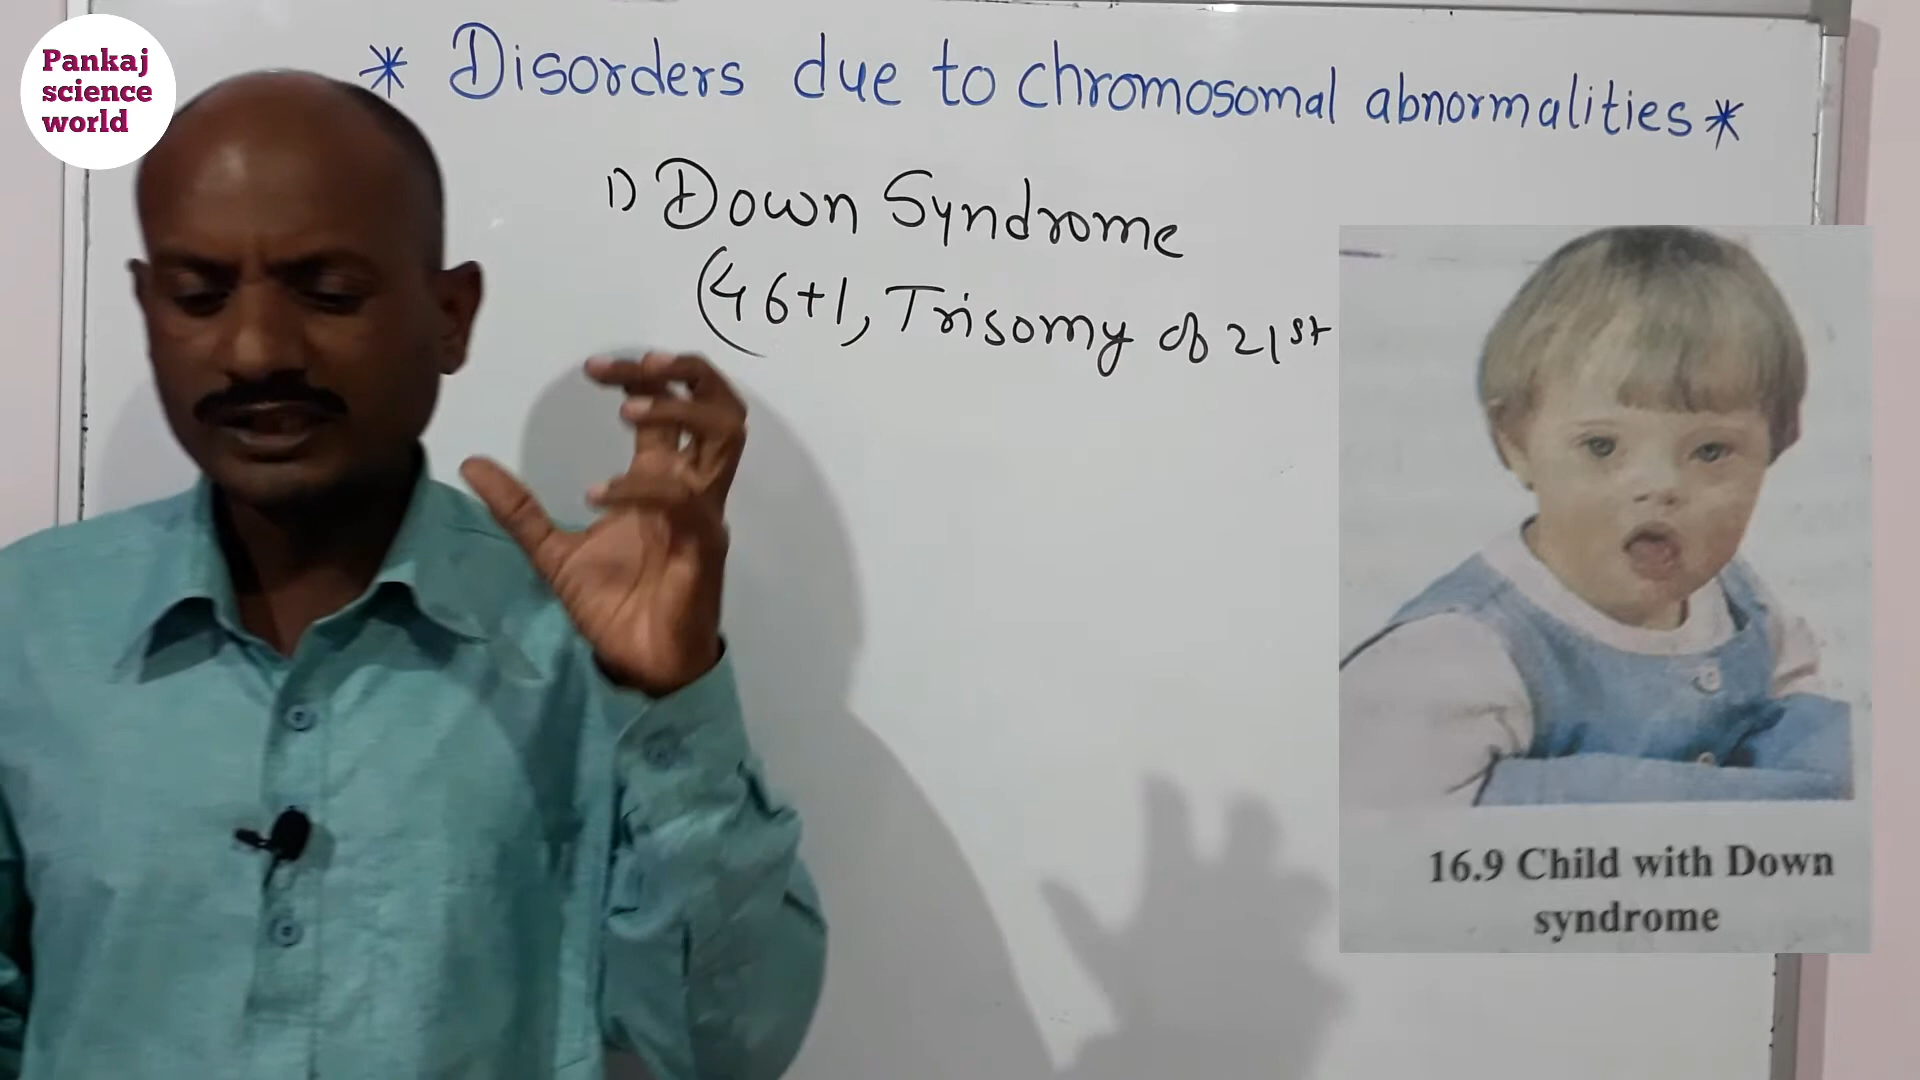 Pankaj
science
world
* Disorders due to chromosomal abnormalities *
1) Down Syndrome
(46+1, Trisomy of 21st
16.9 Child with Down
syndrome